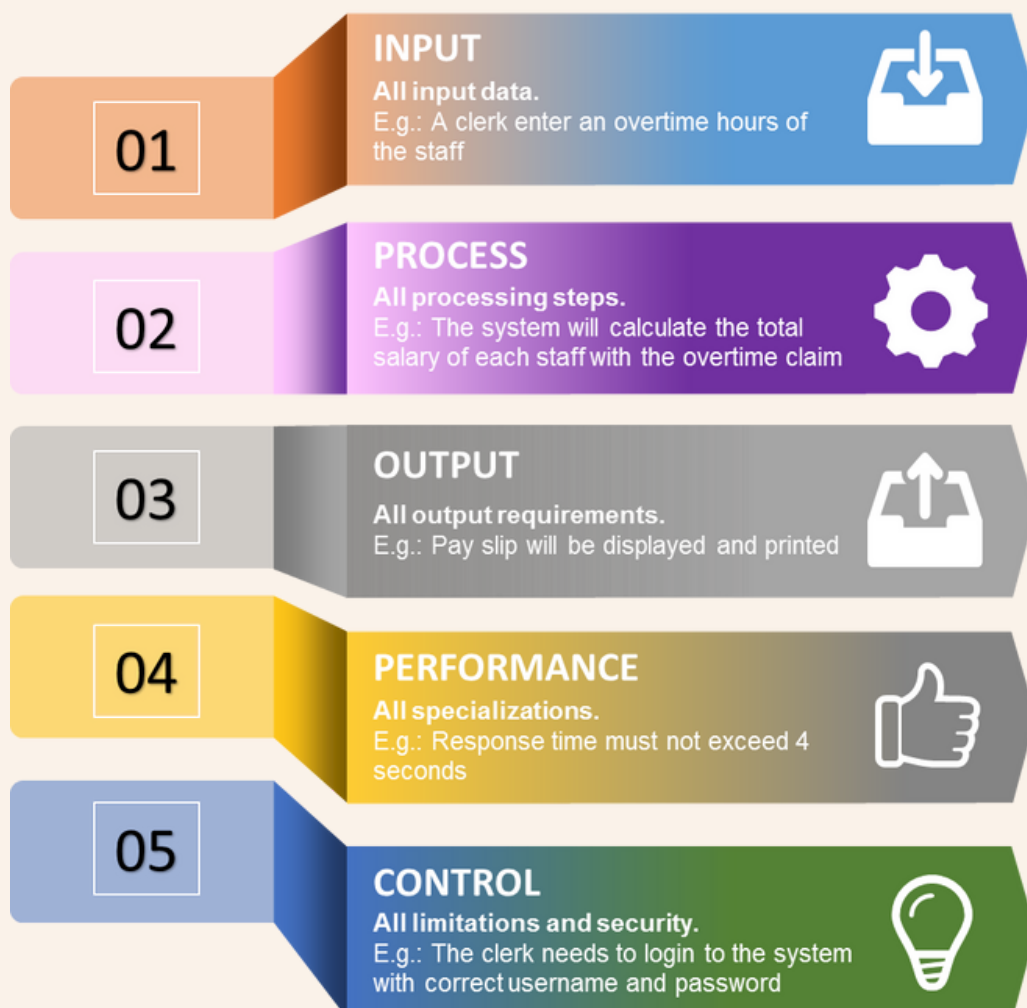 01
INPUT
All input data.
E.g.: A clerk enter an overtime hours of
the staff
02
PROCESS
All processing steps.
E.g.: The system will calculate the total
salary of each staff with the overtime claim
03
OUTPUT
All output requirements.
E.g.: Pay slip will be displayed and printed
04
PERFORMANCE
All specializations.
E.g.: Response time must not exceed 4
seconds
05
CONTROL
All limitations and security.
E.g.: The clerk needs to login to the system
with correct username and password